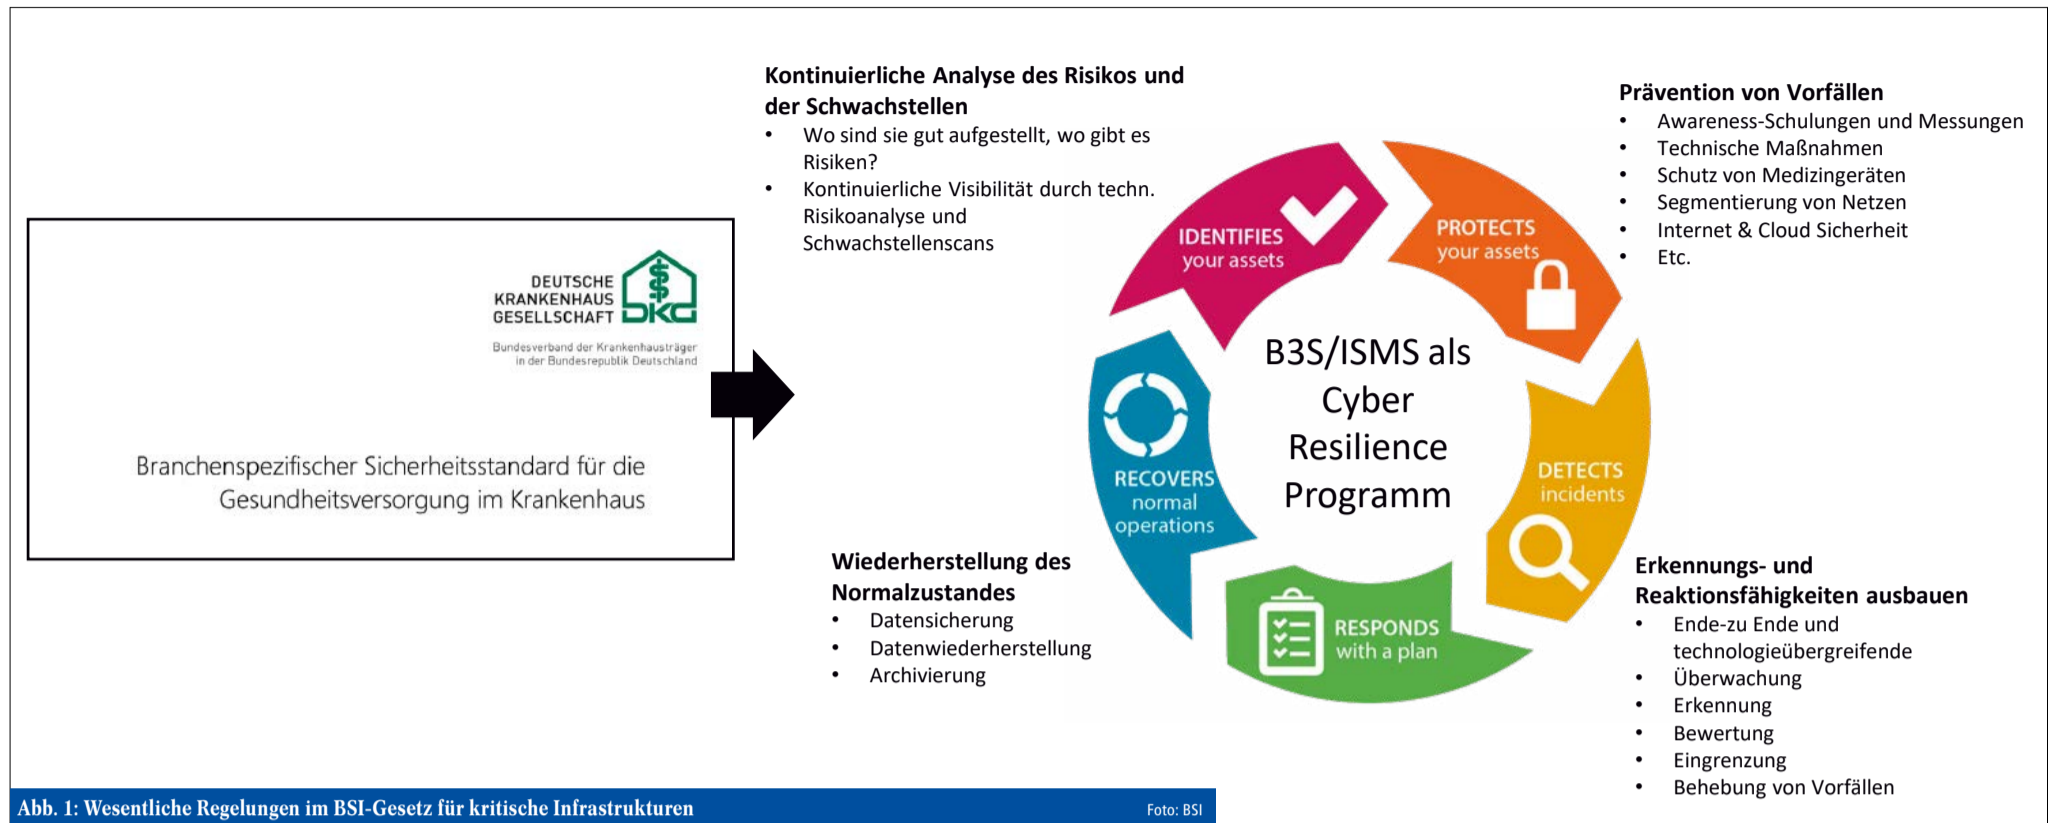 DEUTSCHE
KRANKENHAUS
GESELLSCHAFT
DKG
Bundesverband der Krankenhausträger
in der Bundesrepublik Deutschland
Branchenspezifischer Sicherheitsstandard für die
Gesundheitsversorgung im Krankenhaus
Kontinuierliche Analyse des Risikos und
der Schwachstellen
• Wo sind sie gut aufgestellt, wo gibt es
Risiken?
• Kontinuierliche Visibilität durch techn.
Risikoanalyse und
Schwachstellenscans
IDENTIFIES
your assets
PROTECTS
your assets
DETECTS
incidents
RESPONDS
with a plan
RECOVERS
normal
operations
B3S/ISMS als
Cyber
Resilience
Programm
Prävention von Vorfällen
• Awareness-Schulungen und Messungen
• Technische Maßnahmen
• Schutz von Medizingeräten
• Segmentierung von Netzen
• Internet & Cloud Sicherheit
• Etc.
Erkennungs- und
Reaktionsfähigkeiten ausbauen
• Ende-zu Ende und
technologieübergreifende
• Überwachung
• Erkennung
• Bewertung
• Eingrenzung
• Behebung von Vorfällen
Wiederherstellung des
Normalzustandes
• Datensicherung
• Datenwiederherstellung
• Archivierung
Abb. 1: Wesentliche Regelungen im BSI-Gesetz für kritische Infrastrukturen
Foto: BSI